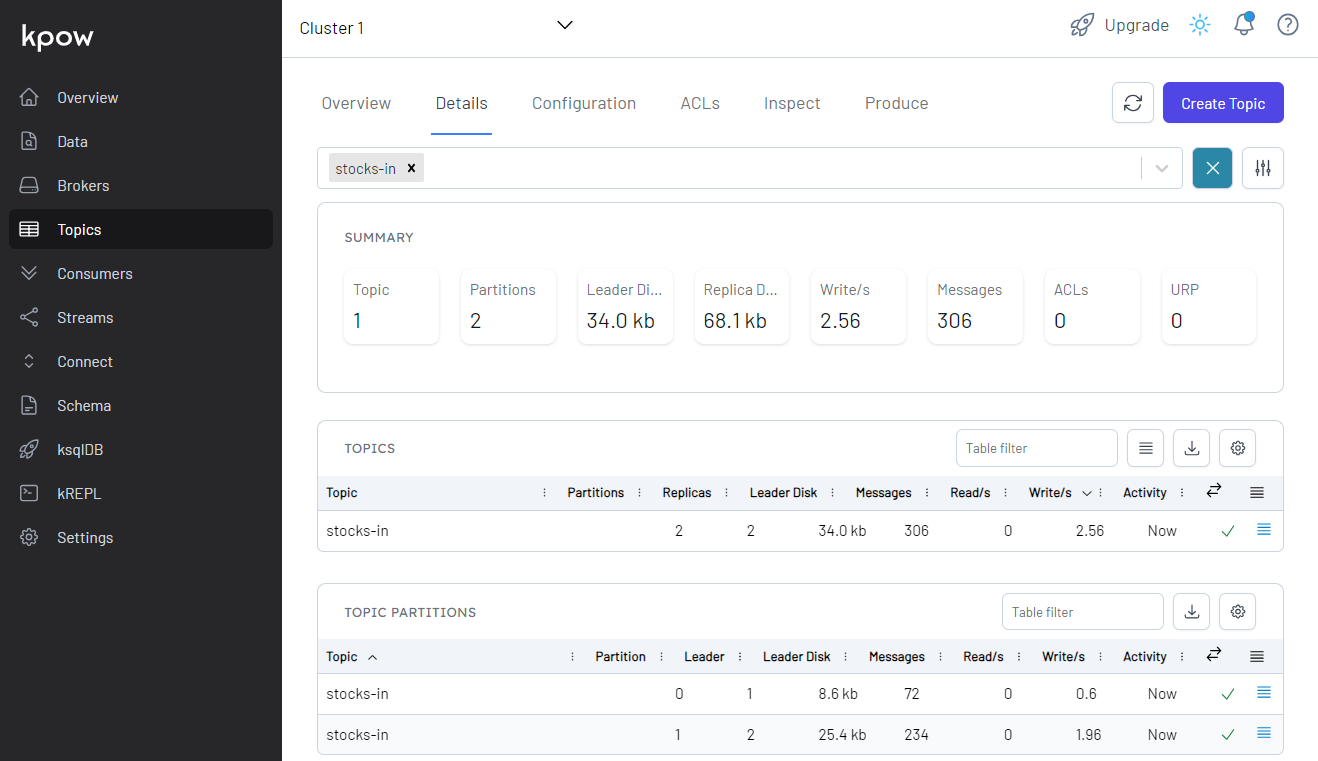 kpow
Cluster 1
Upgrade
Overview
Data
Brokers
Topics
Consumers
Streams
Connect
Schema
ksqlDB
kREPL
Settings
Overview Details Configuration ACLs Inspect Produce
Create Topic
stocks-in
SUMMARY
Topic Partitions Leader Di... Replica D... Write/s Messages ACLs URP
1 2 34.0 kb 68.1 kb 2.56 306 0 0
TOPICS
Table filter
Topic Partitions Replicas Leader Disk Messages Read/s Write/s Activity
stocks-in 2 2 34.0 kb 306 0 2.56 Now
TOPIC PARTITIONS
Table filter
Topic Partition Leader Leader Disk Messages Read/s Write/s Activity
stocks-in 0 1 8.6 kb 72 0 0.6 Now
stocks-in 1 2 25.4 kb 234 0 1.96 Now